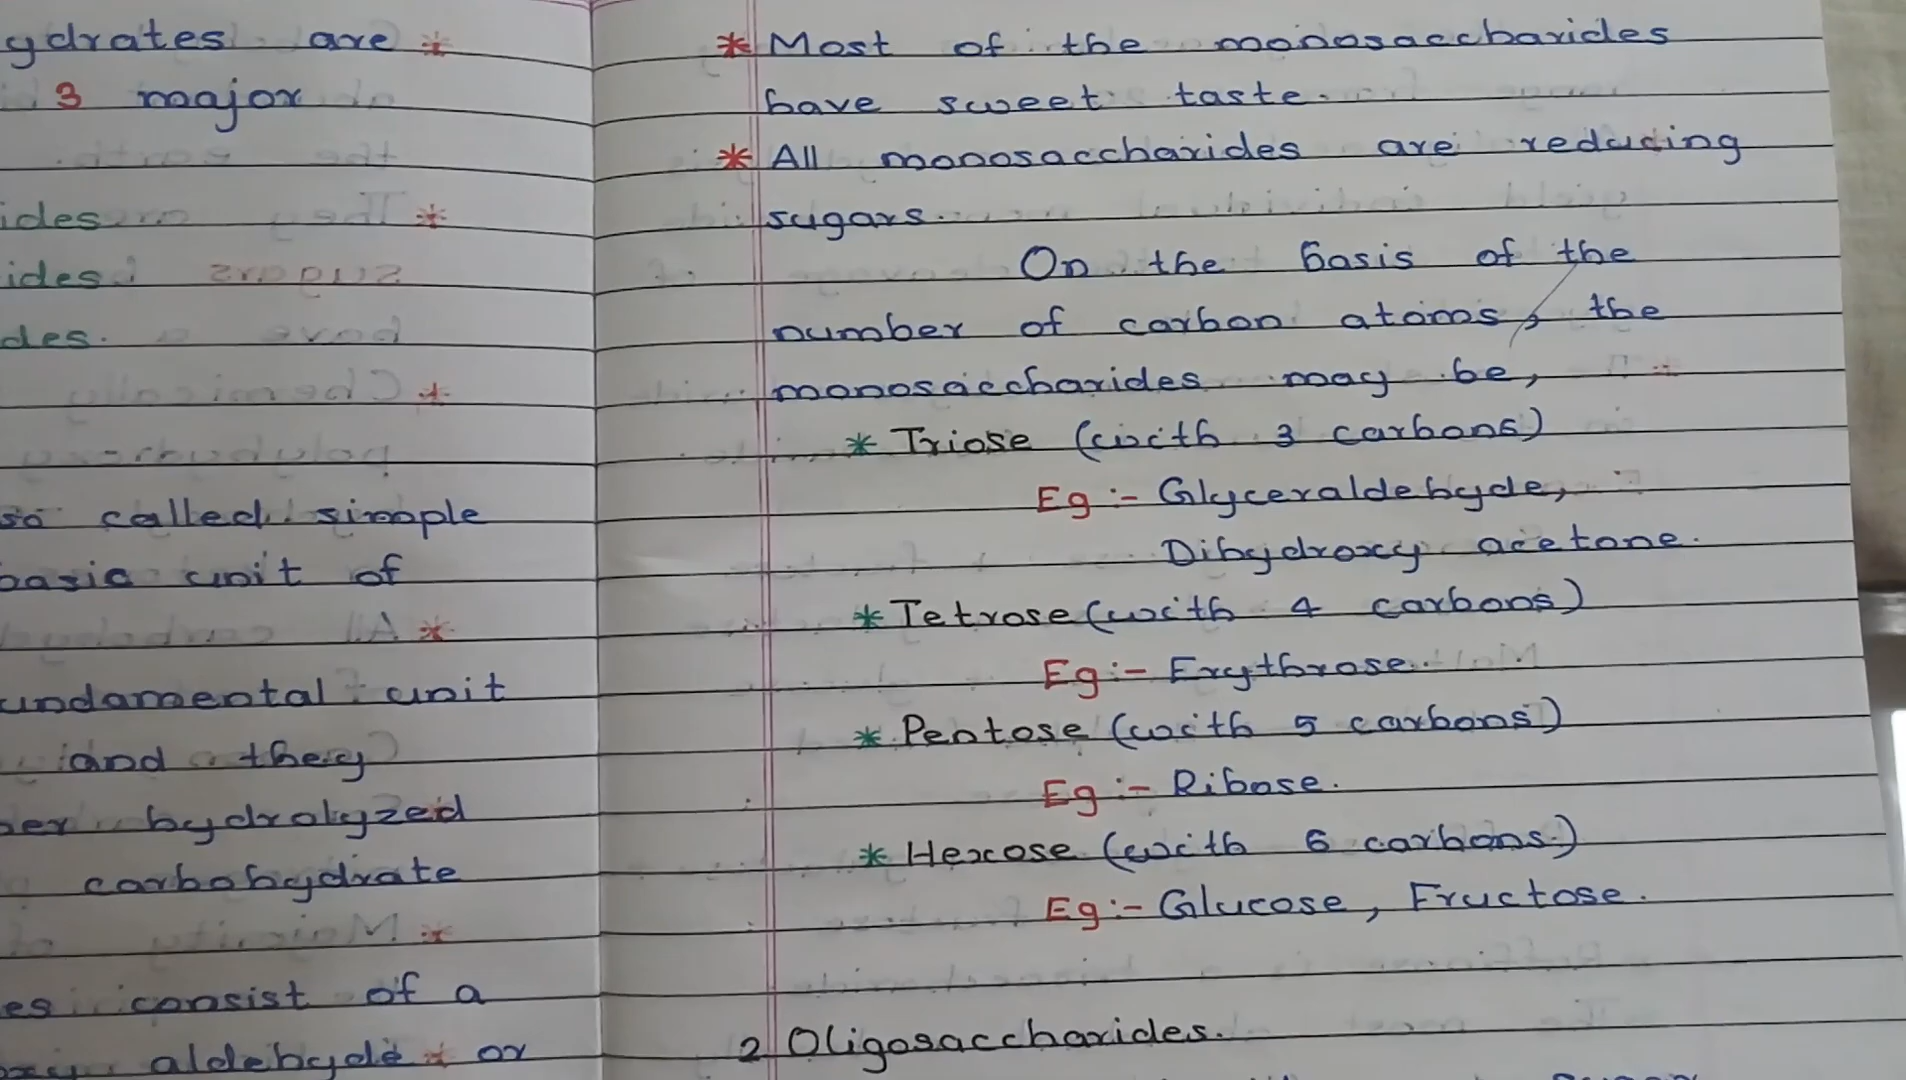 ydrates are
3 major
ides
ides
des.
called simple
basic unit of
undamental unit
and they
hydrolyzed
carbohydrate
es consist of a
aldehyde or
* Most of the monosaccharides
have sweet taste.
* All monosaccharides are reducing
sugars.
On the basis of the
number of carbon atoms, the
monosaccharides may be,
* Triose (with 3 carbons)
Eg :- Glyceraldehyde,
Dihydroxy acetone.
* Tetrose (with 4 carbons)
Eg :- Erythrose.
* Pentose (with 5 carbons)
Eg :- Ribose.
* Hexose (with 6 carbons)
Eg :- Glucose, Fructose.
2 Oligosaccharides.